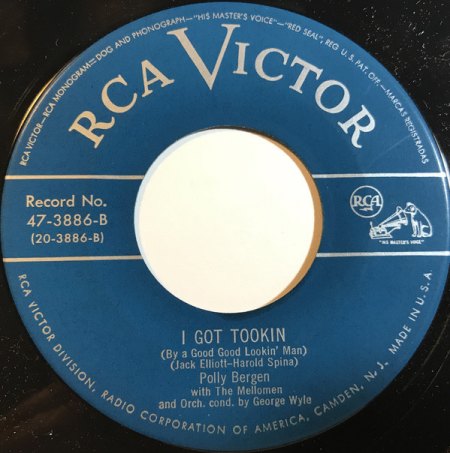 RCA VICTOR—RCA MONOGRAM—DOG AND PHONOGRAPH—"HIS MASTER'S VOICE"—"RED SEAL", REG U.S. PAT. OFF.—MARCAS REGISTRADAS
RCA VICTOR
Record No.
47-3886-B
(20-3886-B)
RCA
"HIS MASTER'S VOICE"
I GOT TOOKIN
(By a Good Good Lookin' Man)
(Jack Elliott-Harold Spina)
Polly Bergen
with The Mellomen
and Orch. cond. by George Wyle
RCA VICTOR DIVISION, RADIO CORPORATION OF AMERICA, CAMDEN, N. J. MADE IN U.S.A.